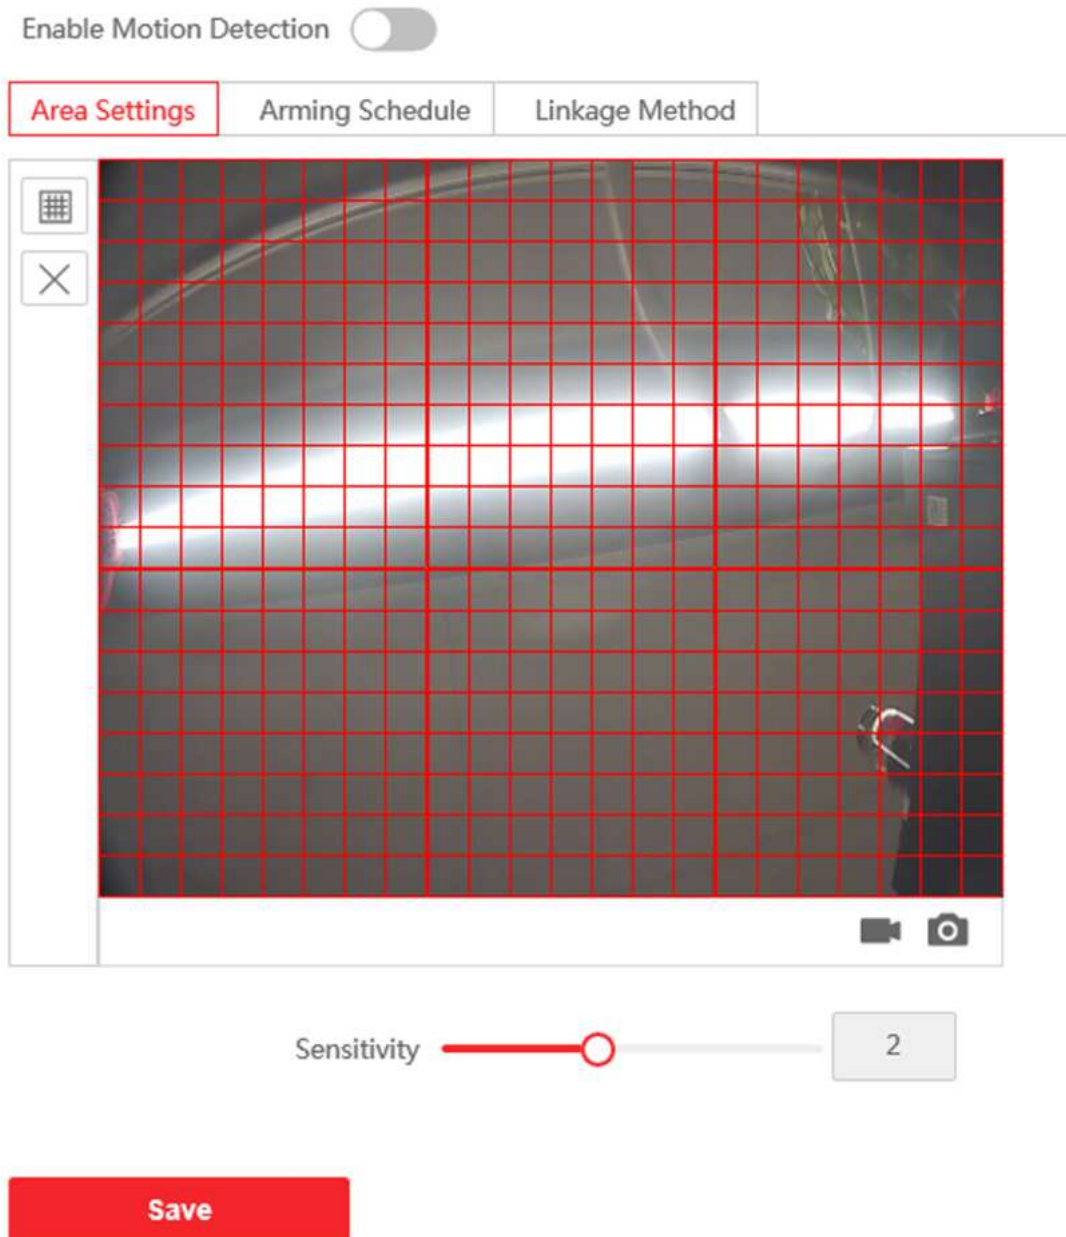 Enable Motion Detection
Area Settings Arming Schedule Linkage Method
Sensitivity 2
Save